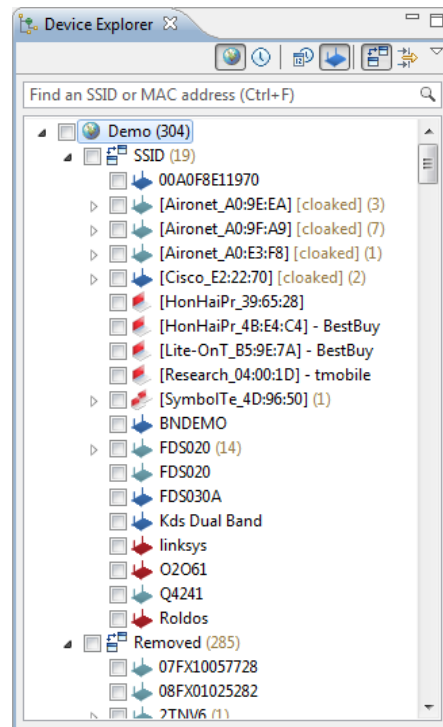 Device Explorer
Find an SSID or MAC address (Ctrl+F)
Demo (304)
SSID (19)
00A0F8E11970
[Aironet_A0:9E:EA] [cloaked] (3)
[Aironet_A0:9F:A9] [cloaked] (7)
[Aironet_A0:E3:F8] [cloaked] (1)
[Cisco_E2:22:70] [cloaked] (2)
[HonHaiPr_39:65:28]
[HonHaiPr_4B:E4:C4] - BestBuy
[Lite-OnT_B5:9E:7A] - BestBuy
[Research_04:00:1D] - tmobile
[SymbolTe_4D:96:50] (1)
BNDEMO
FDS020 (14)
FDS020
FDS030A
Kds Dual Band
linksys
O2O61
Q4241
Roldos
Removed (285)
07FX10057728
08FX01025282
2TNV6 (1)